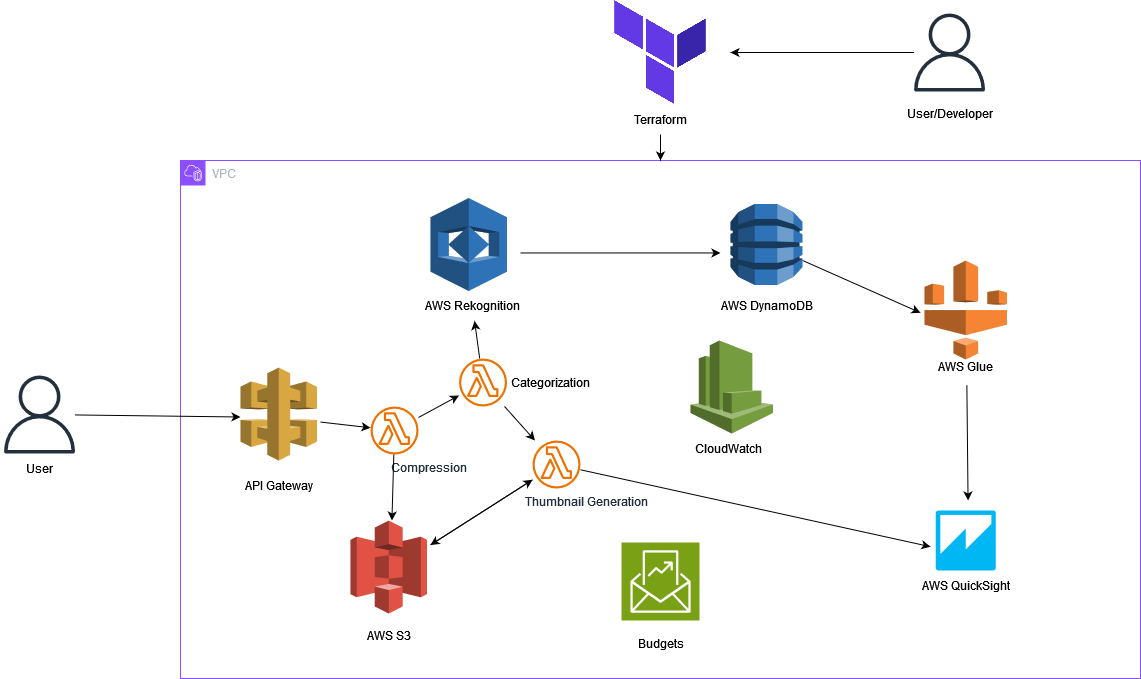 Terraform
User/Developer
VPC
AWS Rekognition
AWS DynamoDB
AWS Glue
Categorization
CloudWatch
User
Compression
API Gateway
Thumbnail Generation
AWS QuickSight
AWS S3
Budgets